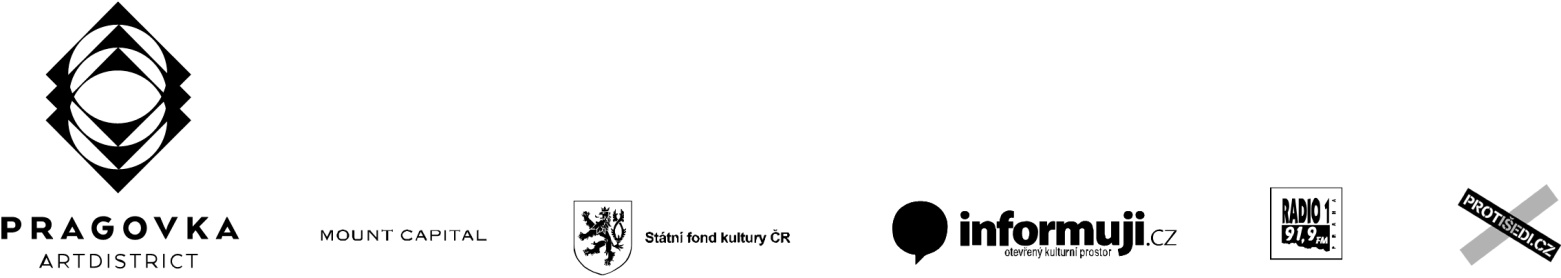 PRAGOVKA
ARTDISTRICT
MOUNT CAPITAL
Státní fond kultury ČR
informuji.cz
otevřený kulturní prostor
RADIO 1
91,9 FM
PRAHA
PROTIŠEDI.CZ